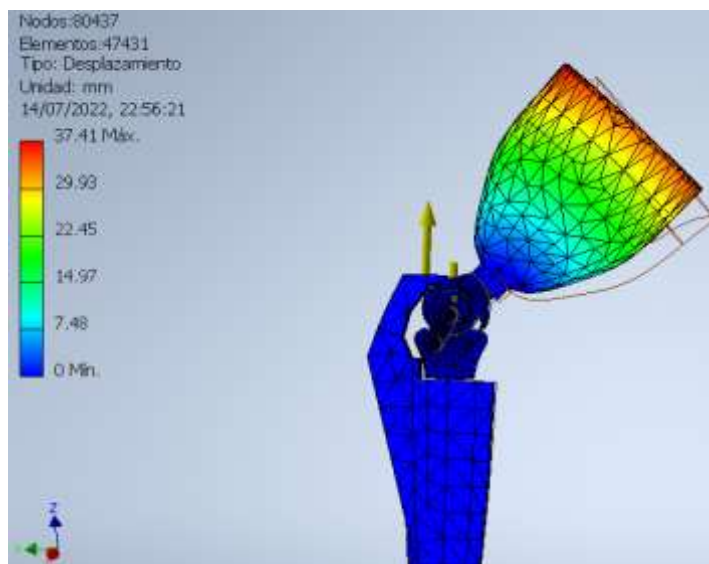 Nodos:80437
Elementos:47431
Tipo: Desplazamiento
Unidad: mm
14/07/2022, 22:56:21
37.41 Máx.
29.93
22.45
14.97
7.48
0 Mín.
Z